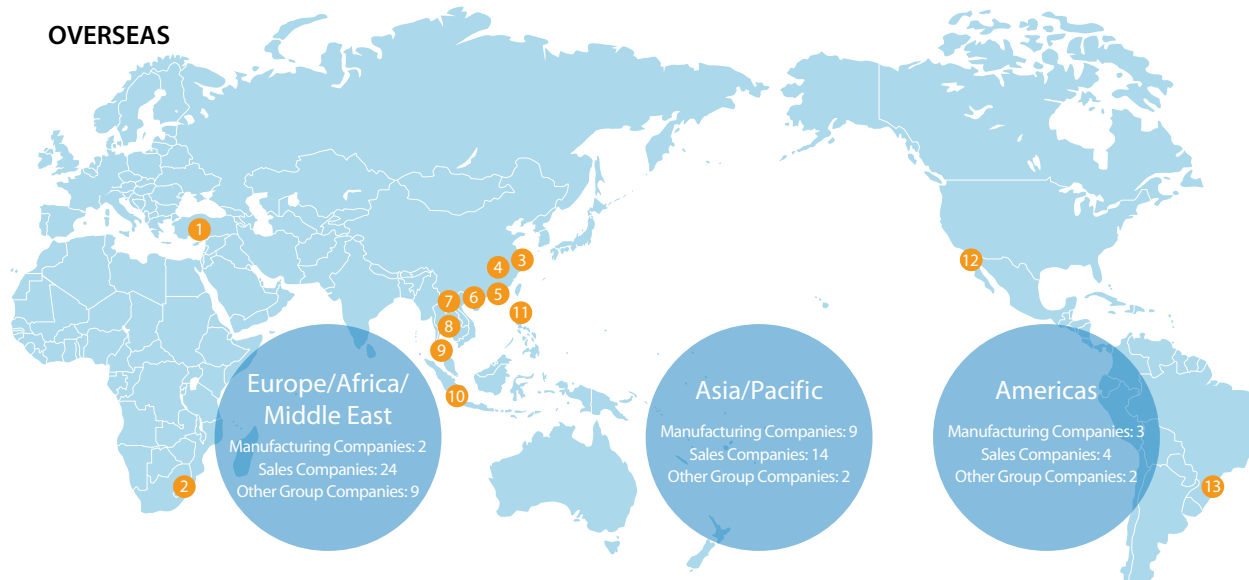 OVERSEAS
1
2
3
4
5
6
7
8
9
10
11
12
13
Europe/Africa/
Middle East
Manufacturing Companies: 2
Sales Companies: 24
Other Group Companies: 9
Asia/Pacific
Manufacturing Companies: 9
Sales Companies: 14
Other Group Companies: 2
Americas
Manufacturing Companies: 3
Sales Companies: 4
Other Group Companies: 2